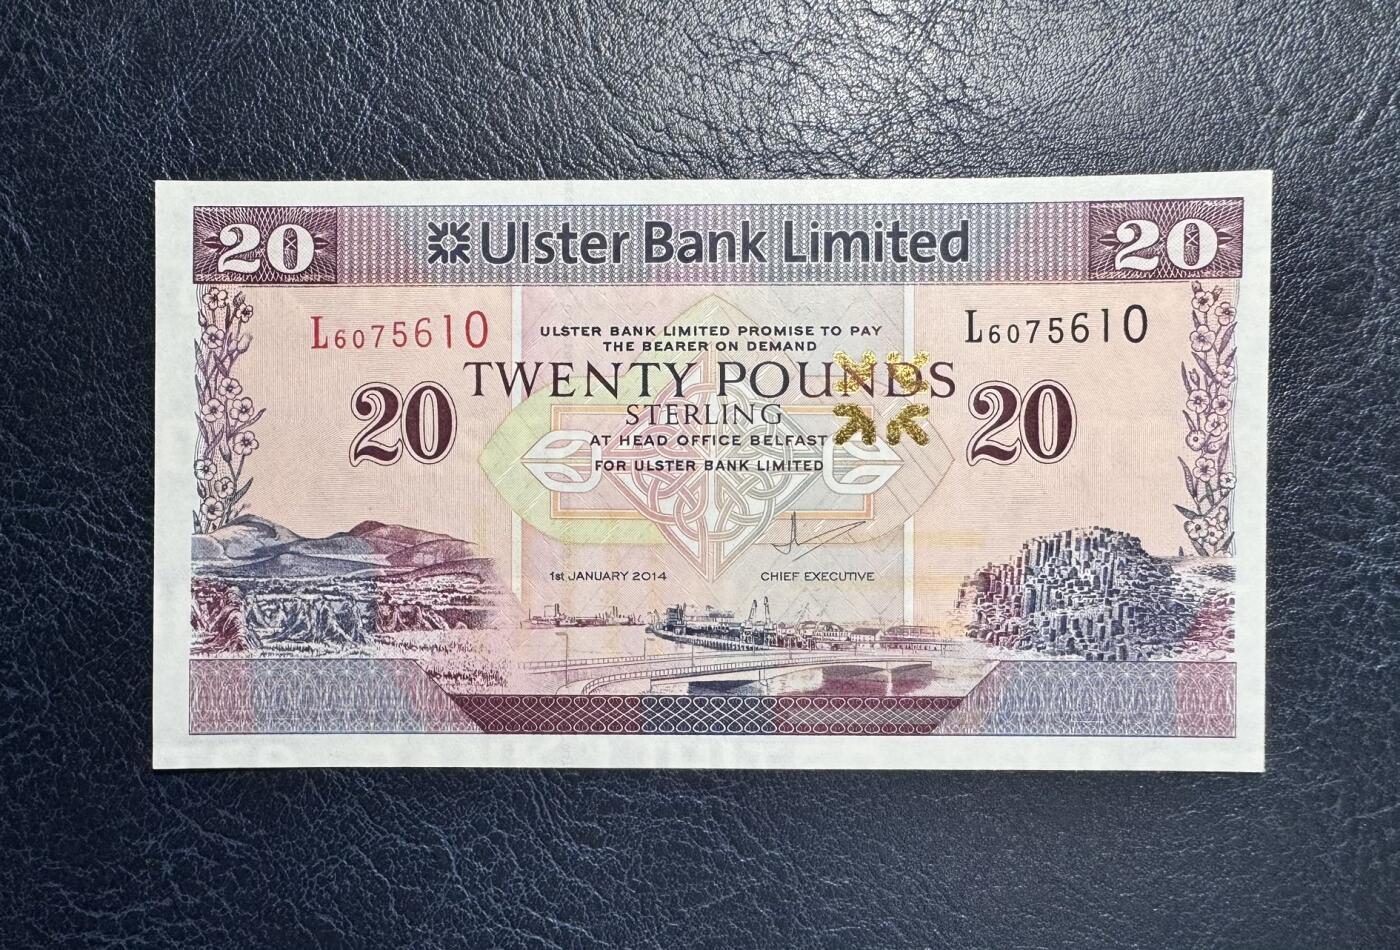 20 Ulster Bank Limited 20
L6075610 L6075610
ULSTER BANK LIMITED PROMISE TO PAY
THE BEARER ON DEMAND
TWENTY POUNDS
20 STERLING 20
AT HEAD OFFICE BELFAST
FOR ULSTER BANK LIMITED
1st JANUARY 2014 CHIEF EXECUTIVE